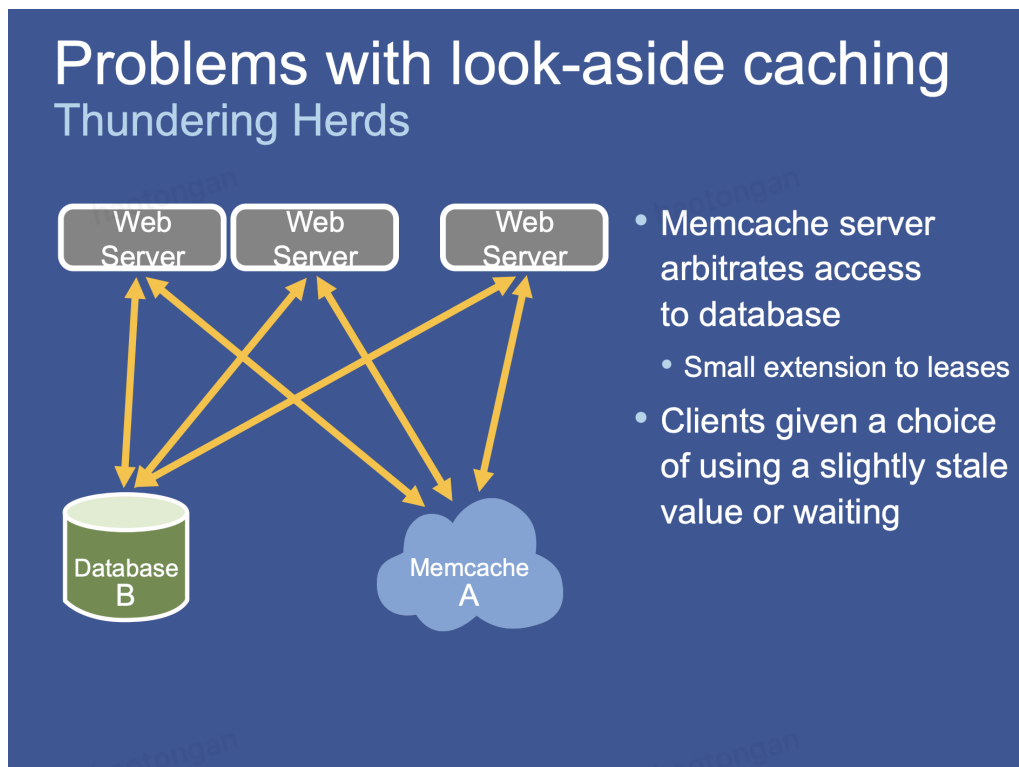 Problems with look-aside caching
Thundering Herds
Web
Server
Web
Server
Web
Server
• Memcache server
arbitrates access
to database
• Small extension to leases
• Clients given a choice
of using a slightly stale
value or waiting
Database
B
Memcache
A